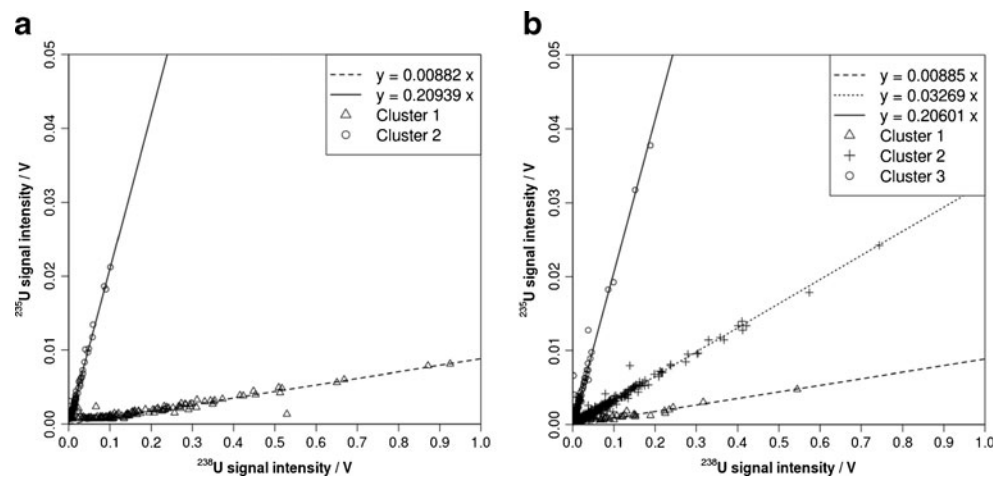 a
y = 0.00882 x
y = 0.20939 x
Cluster 1
Cluster 2
0.00
0.01
0.02
0.03
0.04
0.05
²³⁵U signal intensity / V
0.0 0.1 0.2 0.3 0.4 0.5 0.6 0.7 0.8 0.9 1.0
²³⁸U signal intensity / V
b
y = 0.00885 x
y = 0.03269 x
y = 0.20601 x
Cluster 1
Cluster 2
Cluster 3
0.00
0.01
0.02
0.03
0.04
0.05
²³⁵U signal intensity / V
0.0 0.1 0.2 0.3 0.4 0.5 0.6 0.7 0.8 0.9 1.0
²³⁸U signal intensity / V